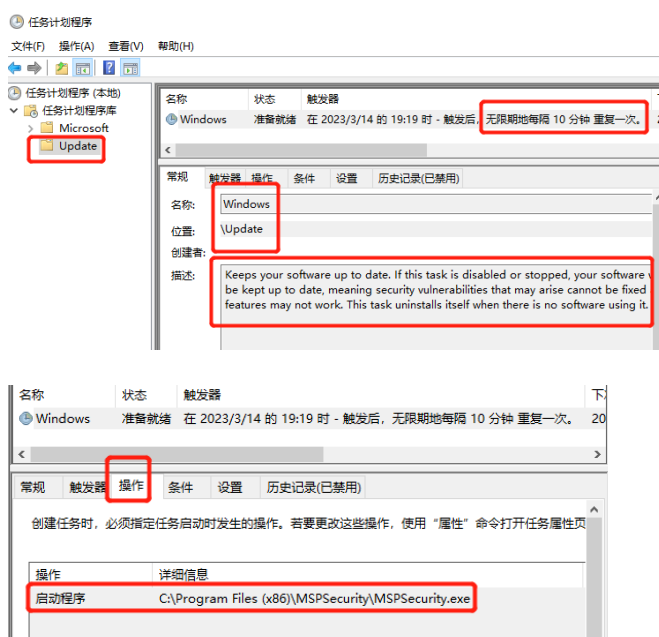 任务计划程序
文件(F) 操作(A) 查看(V) 帮助(H)
任务计划程序 (本地)
任务计划程序库
Microsoft
Update
名称 状态 触发器
Windows 准备就绪 在 2023/3/14 的 19:19 时 - 触发后, 无限期地每隔 10 分钟 重复一次。 2
常规 触发器 操作 条件 设置 历史记录(已禁用)
名称: Windows
位置: \Update
创建者:
描述: Keeps your software up to date. If this task is disabled or stopped, your software
be kept up to date, meaning security vulnerabilities that may arise cannot be fixed
features may not work. This task uninstalls itself when there is no software using it.
名称 状态 触发器 下
Windows 准备就绪 在 2023/3/14 的 19:19 时 - 触发后, 无限期地每隔 10 分钟 重复一次。 20
常规 触发器 操作 条件 设置 历史记录(已禁用)
创建任务时, 必须指定任务启动时发生的操作。若要更改这些操作, 使用 "属性" 命令打开任务属性页
操作 详细信息
启动程序 C:\Program Files (x86)\MSPSecurity\MSPSecurity.exe